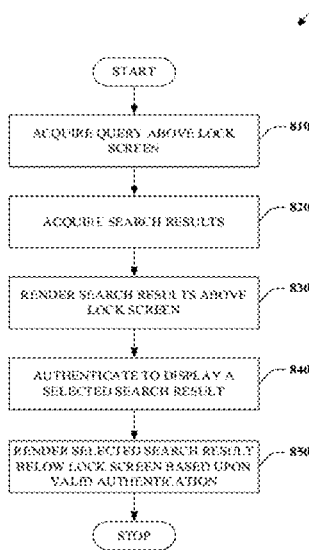 START
ACQUIRE QUERY ABOVE LOCK
SCREEN
810
ACQUIRE SEARCH RESULTS
820
RENDER SEARCH RESULTS ABOVE
LOCK SCREEN
830
AUTHENTICATE TO DISPLAY A
SELECTED SEARCH RESULT
840
RENDER SELECTED SEARCH RESULT
BELOW LOCK SCREEN BASED UPON
VALID AUTHENTICATION
850
STOP